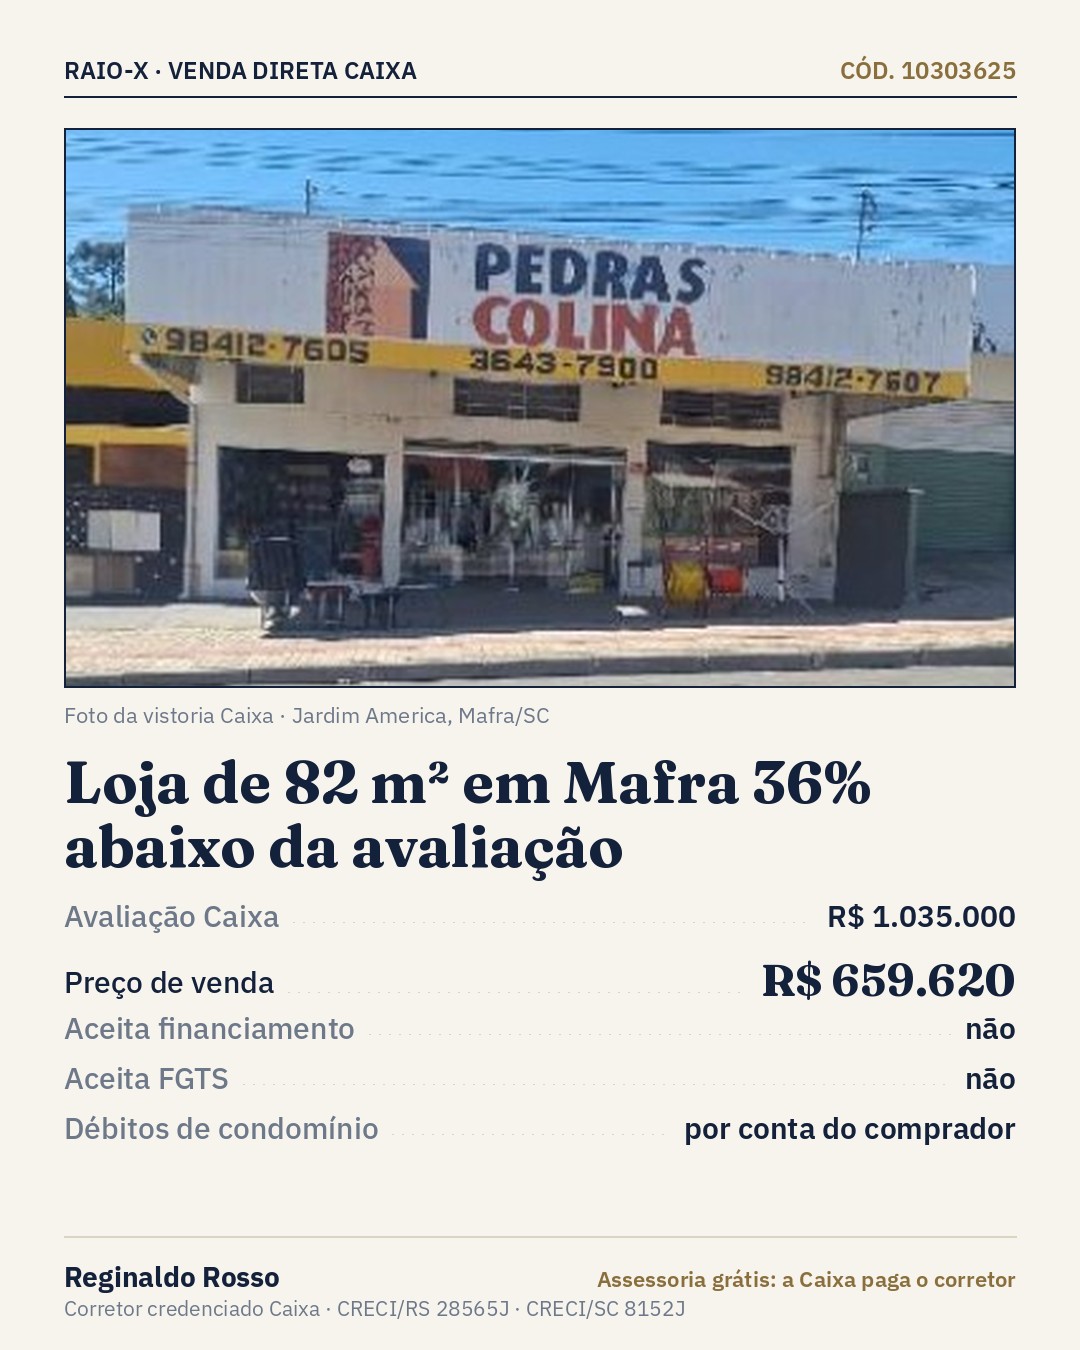 RAIO-X · VENDA DIRETA CAIXA
CÓD. 10303625
PEDRAS
COLINA
98412-7605
3643-7900
98412-7607
Foto da vistoria Caixa · Jardim America, Mafra/SC
Loja de 82 m² em Mafra 36%
abaixo da avaliação
Avaliação Caixa R$ 1.035.000
Preço de venda R$ 659.620
Aceita financiamento não
Aceita FGTS não
Débitos de condomínio por conta do comprador
Reginaldo Rosso
Assessoria grátis: a Caixa paga o corretor
Corretor credenciado Caixa · CRECI/RS 28565J · CRECI/SC 8152J